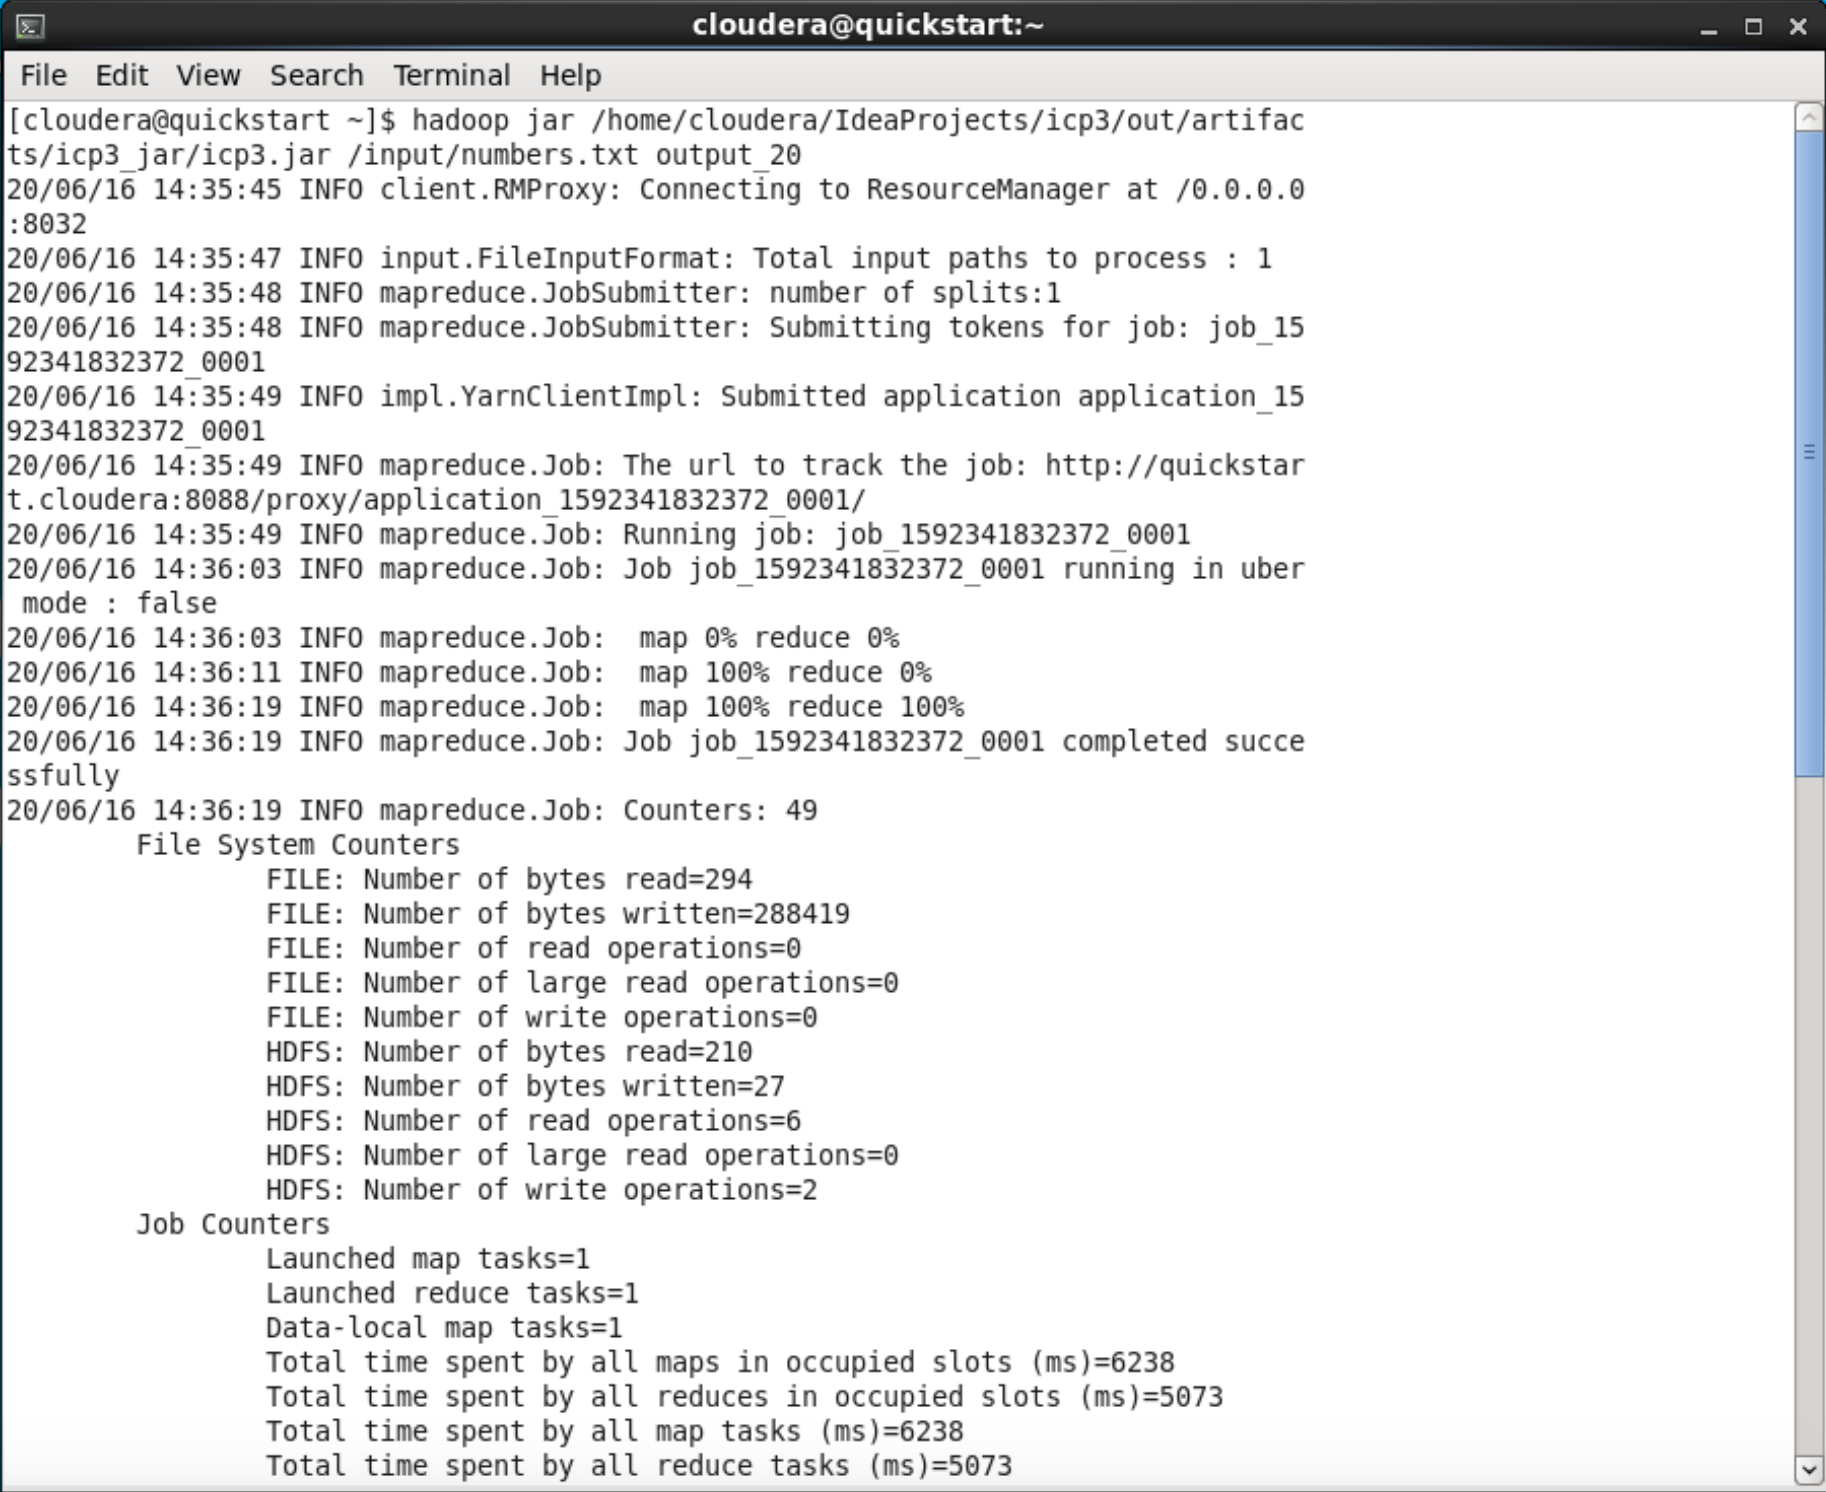 cloudera@quickstart:~
File Edit View Search Terminal Help
[cloudera@quickstart ~]$ hadoop jar /home/cloudera/IdeaProjects/icp3/out/artifac
ts/icp3_jar/icp3.jar /input/numbers.txt output_20
20/06/16 14:35:45 INFO client.RMProxy: Connecting to ResourceManager at /0.0.0.0
:8032
20/06/16 14:35:47 INFO input.FileInputFormat: Total input paths to process : 1
20/06/16 14:35:48 INFO mapreduce.JobSubmitter: number of splits:1
20/06/16 14:35:48 INFO mapreduce.JobSubmitter: Submitting tokens for job: job_15
92341832372_0001
20/06/16 14:35:49 INFO impl.YarnClientImpl: Submitted application application_15
92341832372_0001
20/06/16 14:35:49 INFO mapreduce.Job: The url to track the job: http://quickstar
t.cloudera:8088/proxy/application_1592341832372_0001/
20/06/16 14:35:49 INFO mapreduce.Job: Running job: job_1592341832372_0001
20/06/16 14:36:03 INFO mapreduce.Job: Job job_1592341832372_0001 running in uber
 mode : false
20/06/16 14:36:03 INFO mapreduce.Job:  map 0% reduce 0%
20/06/16 14:36:11 INFO mapreduce.Job:  map 100% reduce 0%
20/06/16 14:36:19 INFO mapreduce.Job:  map 100% reduce 100%
20/06/16 14:36:19 INFO mapreduce.Job: Job job_1592341832372_0001 completed succe
ssfully
20/06/16 14:36:19 INFO mapreduce.Job: Counters: 49
	File System Counters
		FILE: Number of bytes read=294
		FILE: Number of bytes written=288419
		FILE: Number of read operations=0
		FILE: Number of large read operations=0
		FILE: Number of write operations=0
		HDFS: Number of bytes read=210
		HDFS: Number of bytes written=27
		HDFS: Number of read operations=6
		HDFS: Number of large read operations=0
		HDFS: Number of write operations=2
	Job Counters
		Launched map tasks=1
		Launched reduce tasks=1
		Data-local map tasks=1
		Total time spent by all maps in occupied slots (ms)=6238
		Total time spent by all reduces in occupied slots (ms)=5073
		Total time spent by all map tasks (ms)=6238
		Total time spent by all reduce tasks (ms)=5073